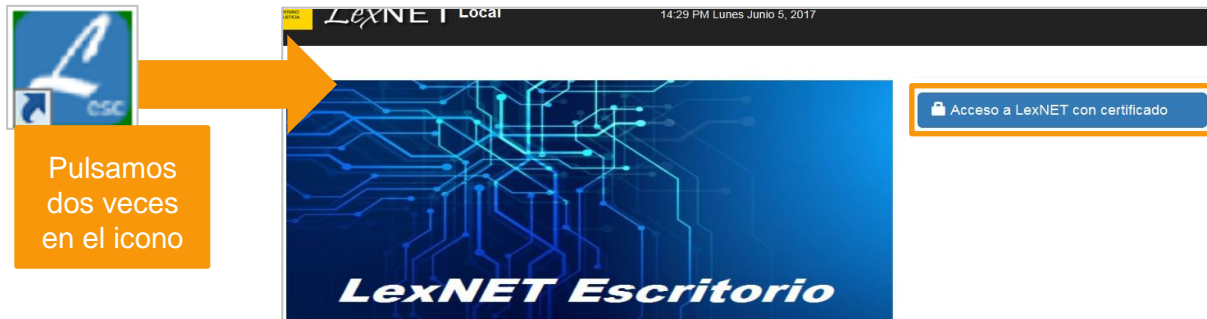 LexNET Local
14:29 PM Lunes Junio 5, 2017
esc
Acceso a LexNET con certificado
Pulsamos
dos veces
en el icono
LexNET Escritorio